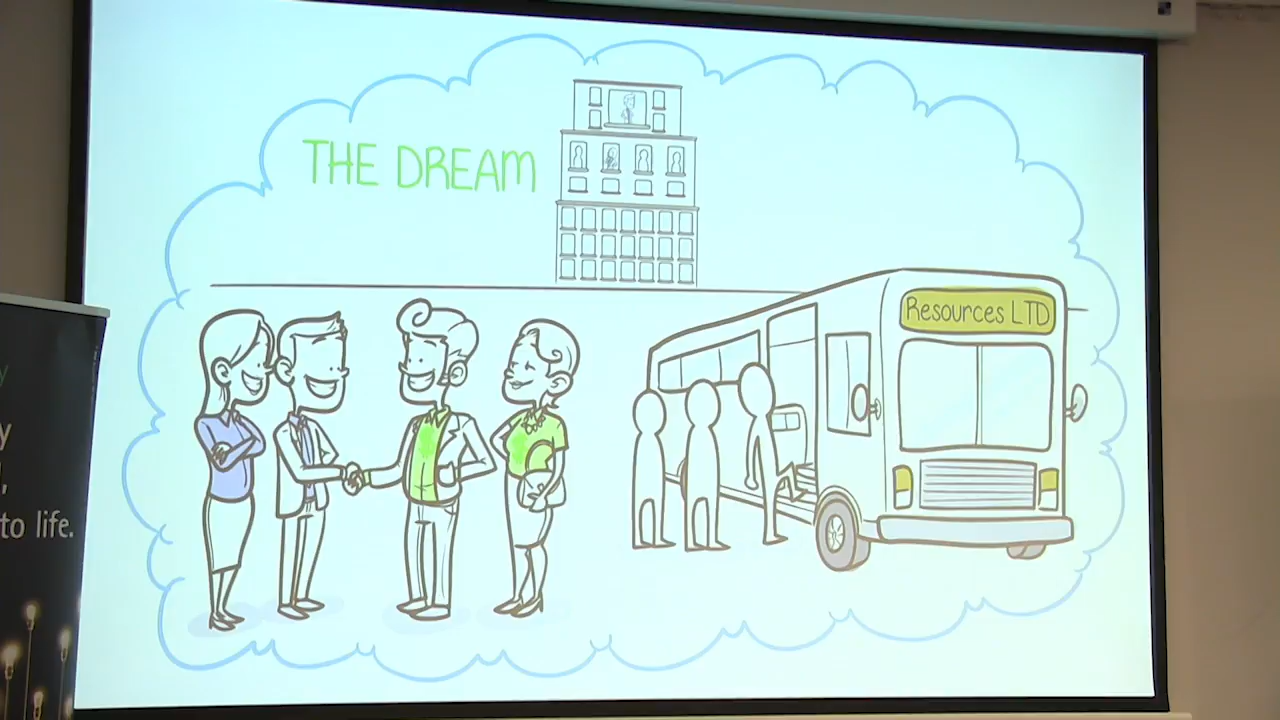 THE DREAM
Resources LTD
y
y
,
to life.